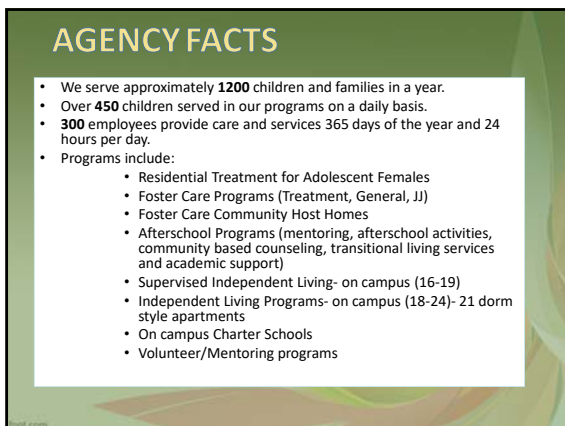 AGENCY FACTS
• We serve approximately 1200 children and families in a year.
• Over 450 children served in our programs on a daily basis.
• 300 employees provide care and services 365 days of the year and 24
hours per day.
• Programs include:
• Residential Treatment for Adolescent Females
• Foster Care Programs (Treatment, General, JJ)
• Foster Care Community Host Homes
• Afterschool Programs (mentoring, afterschool activities,
community based counseling, transitional living services
and academic support)
• Supervised Independent Living- on campus (16-19)
• Independent Living Programs- on campus (18-24)- 21 dorm
style apartments
• On campus Charter Schools
• Volunteer/Mentoring programs